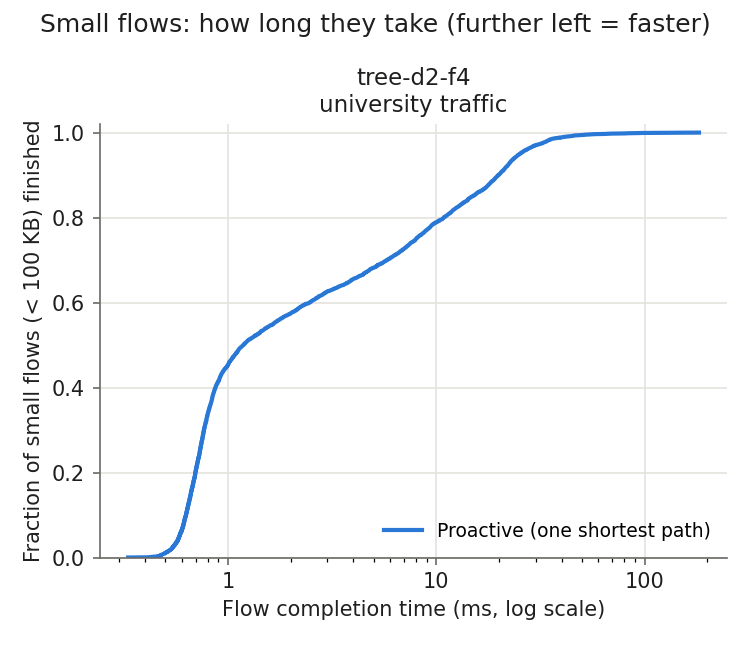 Small flows: how long they take (further left = faster)
tree-d2-f4
university traffic
Fraction of small flows (< 100 KB) finished
1.0
0.8
0.6
0.4
0.2
0.0
Proactive (one shortest path)
1
10
100
Flow completion time (ms, log scale)